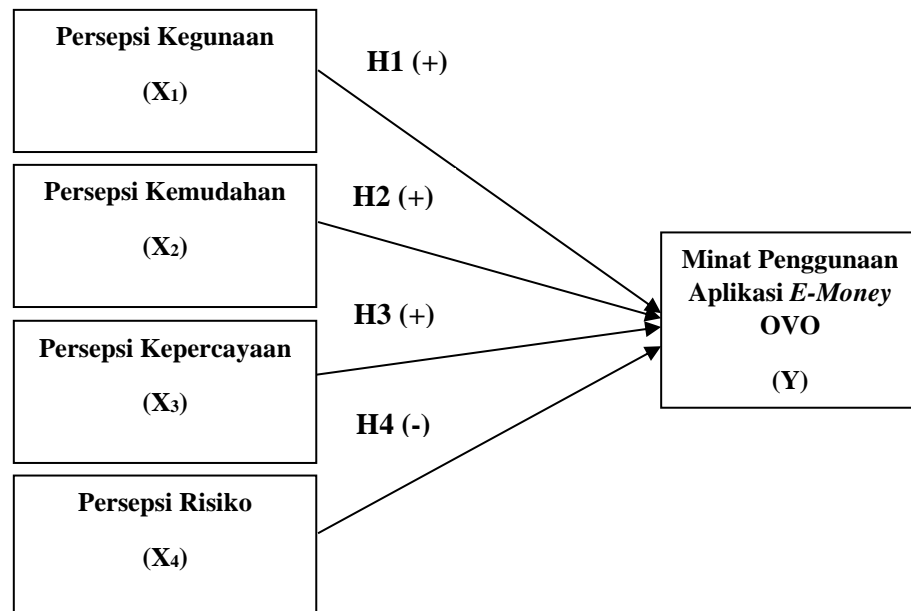 Persepsi Kegunaan
(X₁)
H1 (+)
Persepsi Kemudahan
(X₂)
H2 (+)
Persepsi Kepercayaan
(X₃)
H3 (+)
Persepsi Risiko
(X₄)
H4 (-)
Minat Penggunaan
Aplikasi E-Money
OVO
(Y)